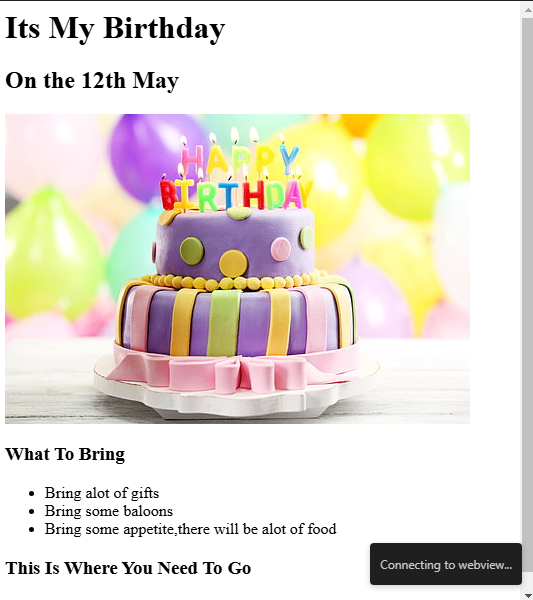 Its My Birthday
On the 12th May
HAPPY
BIRTHDAY
What To Bring
Bring alot of gifts
Bring some baloons
Bring some appetite,there will be alot of food
This Is Where You Need To Go
Connecting to webview...